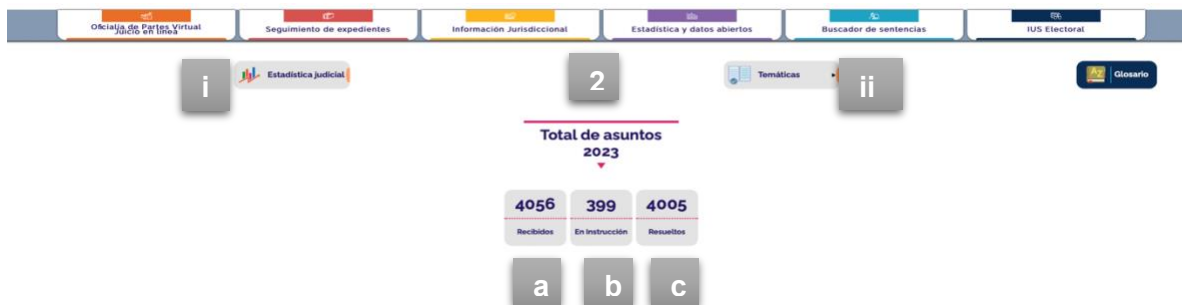 Oficialía de Partes Virtual
Juicio en línea
Seguimiento de expedientes
Información Jurisdiccional
Estadística y datos abiertos
Buscador de sentencias
IUS Electoral
i
Estadística judicial
2
Temáticas
ii
AZ
Glosario
Total de asuntos
2023
4056
399
4005
Recibidos
En Instrucción
Resueltos
a
b
c